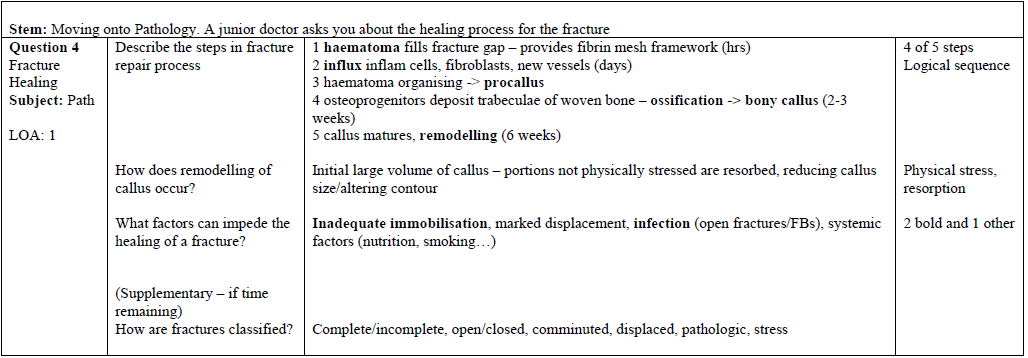 Stem: Moving onto Pathology. A junior doctor asks you about the healing process for the fracture
Question 4
Fracture
Healing
Subject: Path
LOA: 1
Describe the steps in fracture
repair process
1 haematoma fills fracture gap – provides fibrin mesh framework (hrs)
2 influx inflam cells, fibroblasts, new vessels (days)
3 haematoma organising -> procallus
4 osteoprogenitors deposit trabeculae of woven bone – ossification -> bony callus (2-3
weeks)
5 callus matures, remodelling (6 weeks)
4 of 5 steps
Logical sequence
How does remodelling of
callus occur?
Initial large volume of callus – portions not physically stressed are resorbed, reducing callus
size/altering contour
Physical stress,
resorption
What factors can impede the
healing of a fracture?
Inadequate immobilisation, marked displacement, infection (open fractures/FBs), systemic
factors (nutrition, smoking…)
2 bold and 1 other
(Supplementary – if time
remaining)
How are fractures classified?
Complete/incomplete, open/closed, comminuted, displaced, pathologic, stress